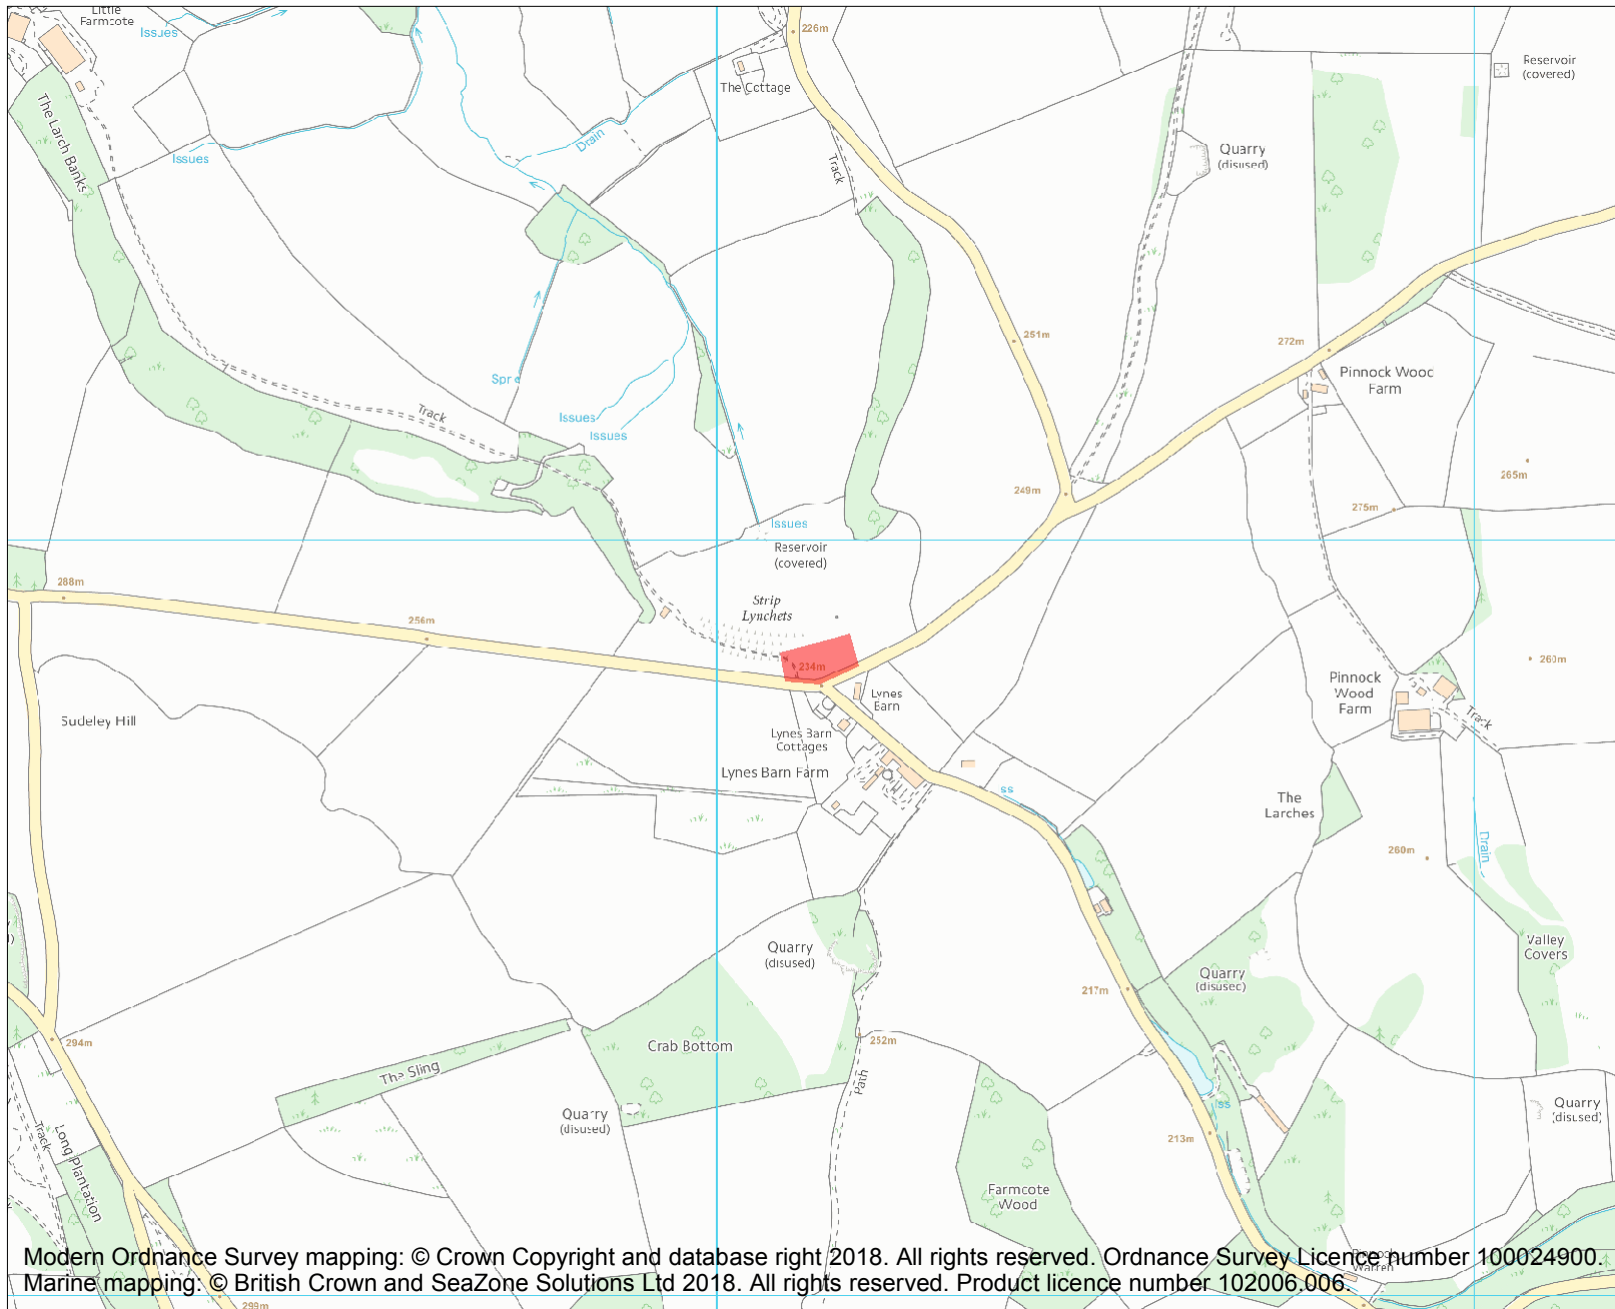 Little
Farmcote
Issues
226m
The Cottage
Reservoir
(covered)
The Larch Banks
Issues
Drain
Track
Quarry
(disused)
251m
272m
Pinnock Wood
Farm
Issues
Issues
Track
249m
265m
275m
Issues
Reservoir
(covered)
288m
256m
Strip
Lynchets
234m
260m
Sudeley Hill
Lynes
Barn
Pinnock
Wood
Farm
Track
Lynes Barn
Cottages
Lynes Barn Farm
The
Larches
Iss
260m
Drain
Quarry
(disused)
Valley
Covers
Quarry
(disused)
217m
294m
Crab Bottom
252m
The Sling
Path
Quarry
(disused)
Iss
Quarry
(disused)
213m
Track
Long Plantation
Farmcote
Wood
Pinnock
Warren
299m
Modern Ordnance Survey mapping: © Crown Copyright and database right 2018. All rights reserved. Ordnance Survey Licence number 100024900.
Marine mapping: © British Crown and SeaZone Solutions Ltd 2018. All rights reserved. Product licence number 102006.006.